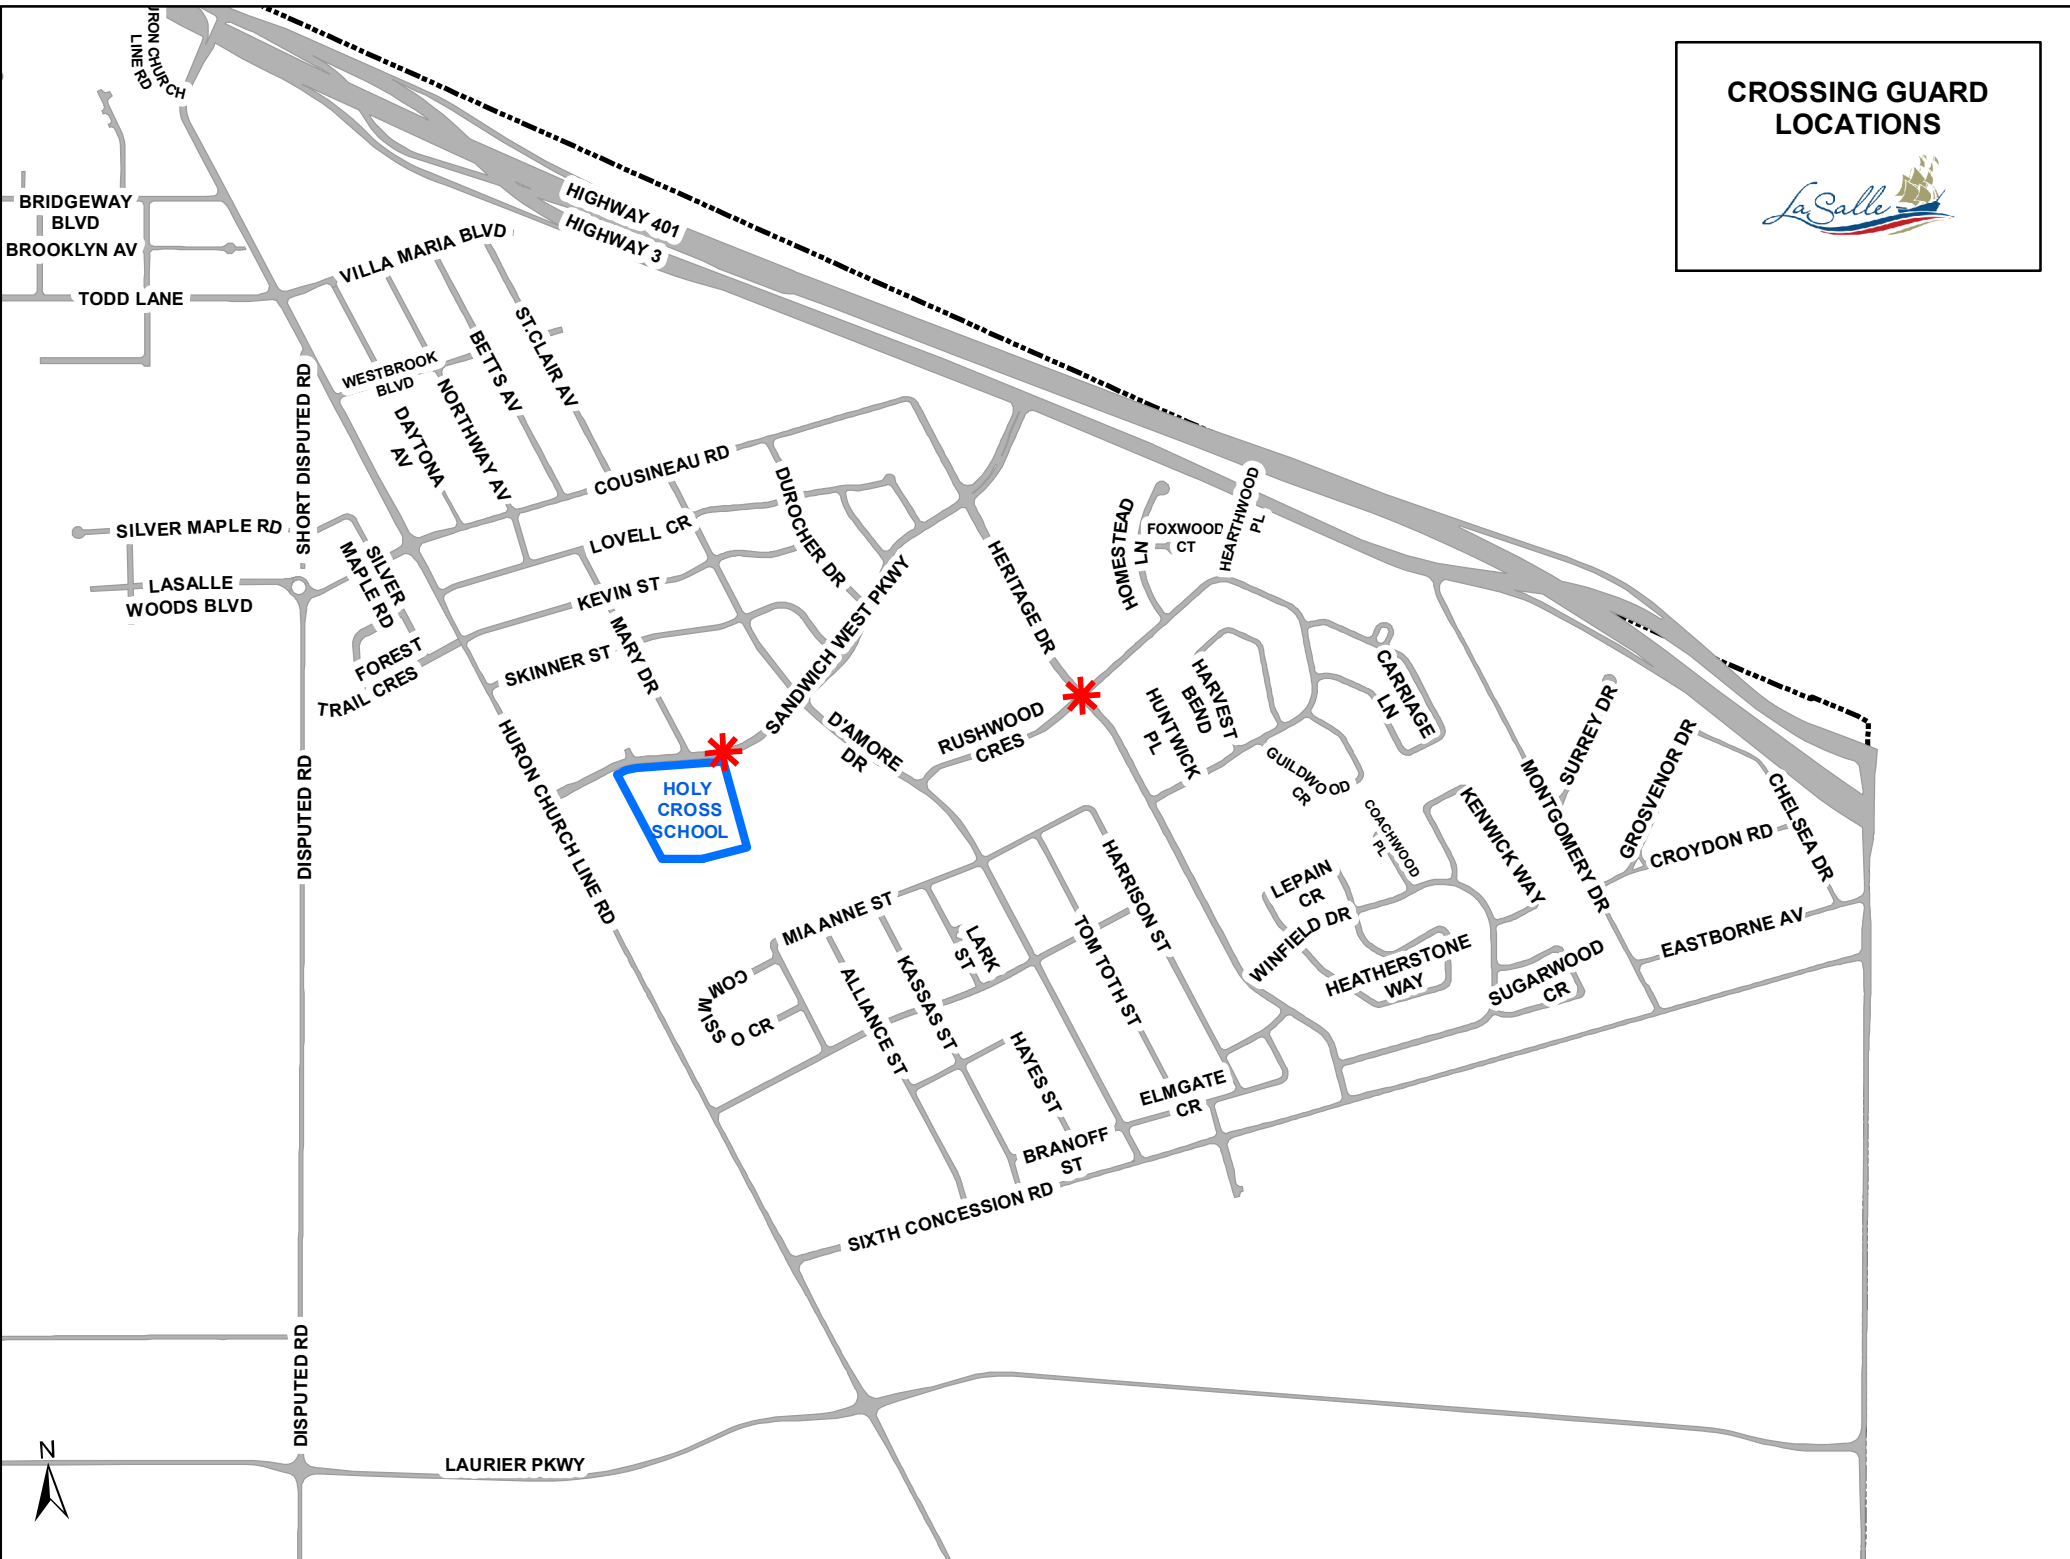 CROSSING GUARD
LOCATIONS
LaSalle
URON CHURCH
LINE RD
BRIDGEWAY
BLVD
BROOKLYN AV
TODD LANE
HIGHWAY 401
HIGHWAY 3
VILLA MARIA BLVD
ST.CLAIR AV
BETTS AV
WESTBROOK
BLVD
NORTHWAY AV
DAYTONA
AV
SHORT DISPUTED RD
COUSINEAU RD
DUROCHER DR
LOVELL CR
SILVER MAPLE RD
SILVER
MAPLE RD
LASALLE
WOODS BLVD
KEVIN ST
MARY DR
SKINNER ST
FOREST
TRAIL CRES
SANDWICH WEST PKWY
HERITAGE DR
HOMESTEAD
LN
FOXWOOD
CT
HEARTHWOOD
PL
CARRIAGE
LN
HARVEST
BEND
HUNTWICK
PL
GUILDWOOD
CR
COACHWOOD
PL
RUSHWOOD
CRES
D'AMORE
DR
HOLY
CROSS
SCHOOL
HURON CHURCH LINE RD
DISPUTED RD
MONTGOMERY DR
SURREY DR
GROSVENOR DR
CHELSEA DR
CROYDON RD
KENWICK WAY
EASTBORNE AV
LEPAIN
CR
WINFIELD DR
HEATHERSTONE
WAY
SUGARWOOD
CR
HARRISON ST
TOM TOTH ST
MIA ANNE ST
LARK
ST
KASSAS ST
ALLIANCE ST
COM
MISS
O CR
HAYES ST
ELMGATE
CR
BRANOFF
ST
SIXTH CONCESSION RD
DISPUTED RD
LAURIER PKWY
N